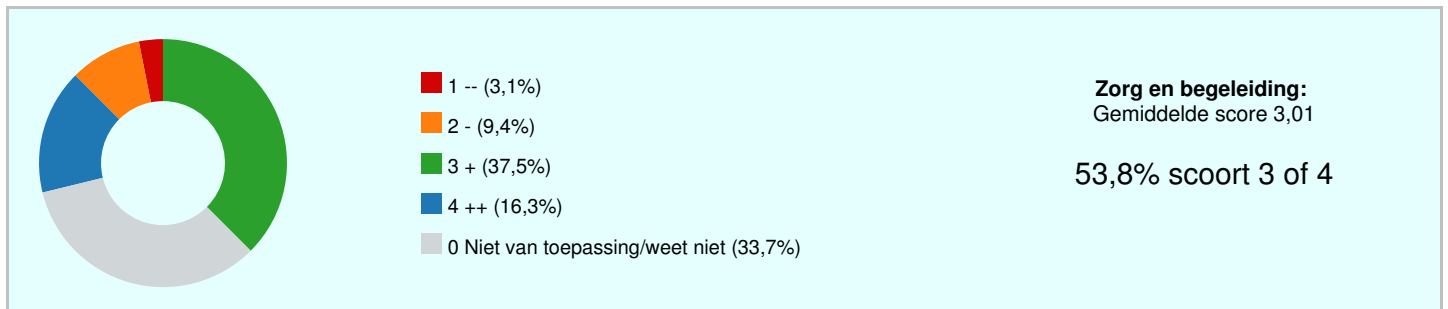 1 -- (3,1%)
2 - (9,4%)
3 + (37,5%)
4 ++ (16,3%)
0 Niet van toepassing/weet niet (33,7%)
Zorg en begeleiding:
Gemiddelde score 3,01
53,8% scoort 3 of 4